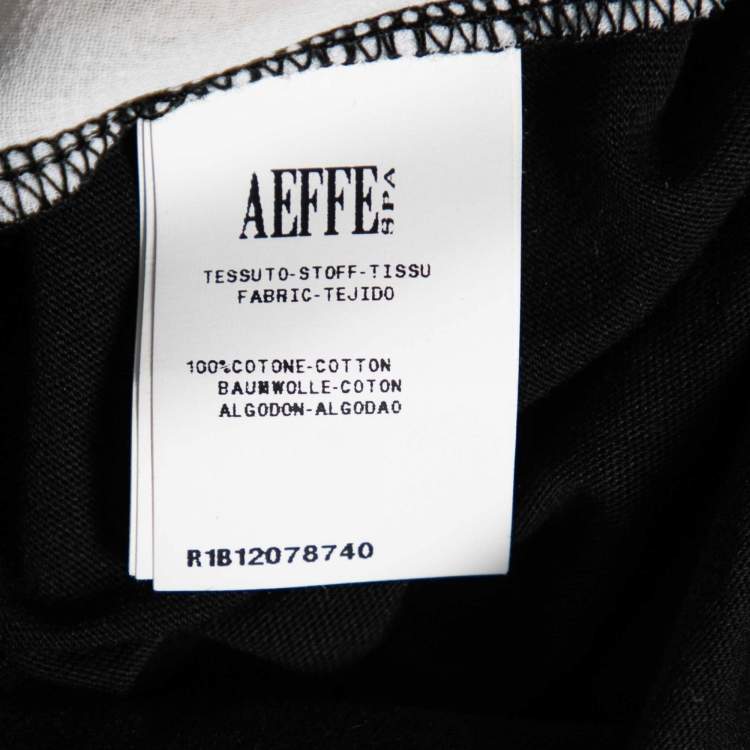 AEFFE SPA
TESSUTO-STOFF-TISSU
FABRIC-TEJIDO
100%COTONE-COTTON
BAUMWOLLE-COTON
ALGODON-ALGODAO
R1B12078740